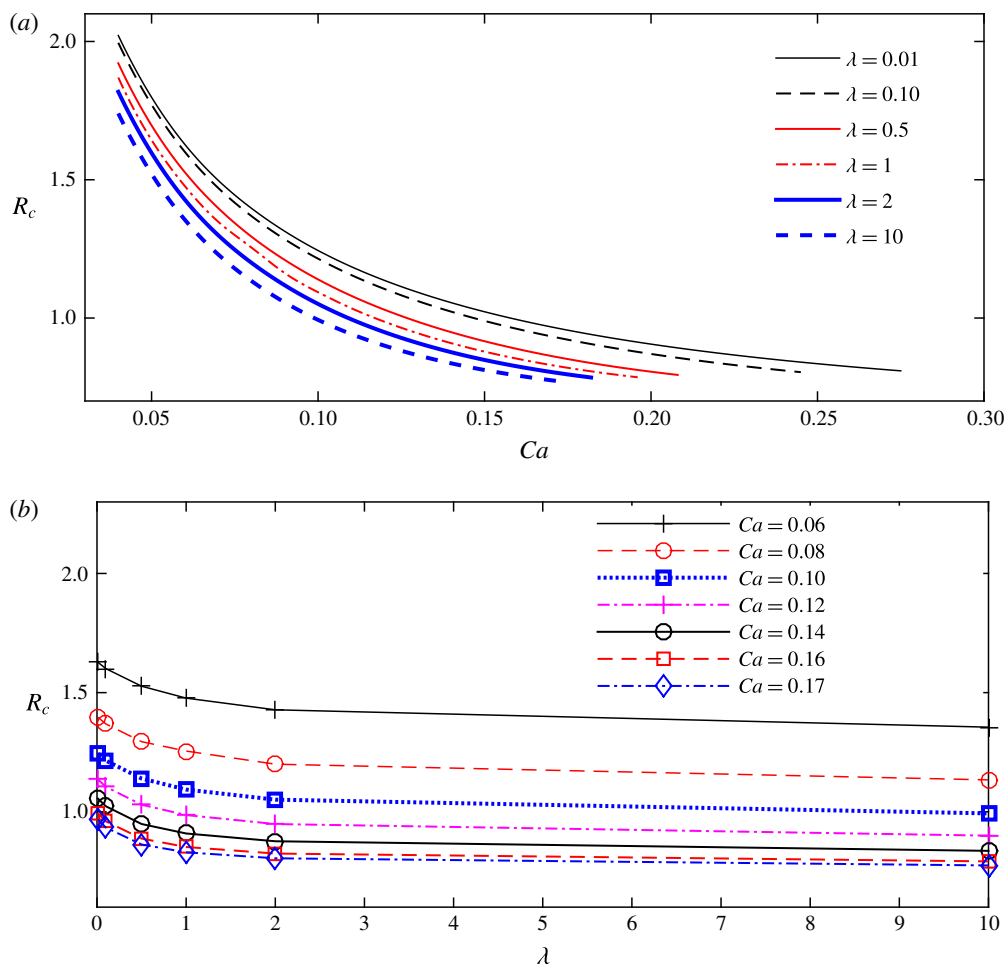 (a)
2.0
1.5
1.0
R_c
λ = 0.01
λ = 0.10
λ = 0.5
λ = 1
λ = 2
λ = 10
0.05 0.10 0.15 0.20 0.25 0.30
Ca
(b)
2.0
1.5
1.0
R_c
Ca = 0.06
Ca = 0.08
Ca = 0.10
Ca = 0.12
Ca = 0.14
Ca = 0.16
Ca = 0.17
0 1 2 3 4 5 6 7 8 9 10
λ